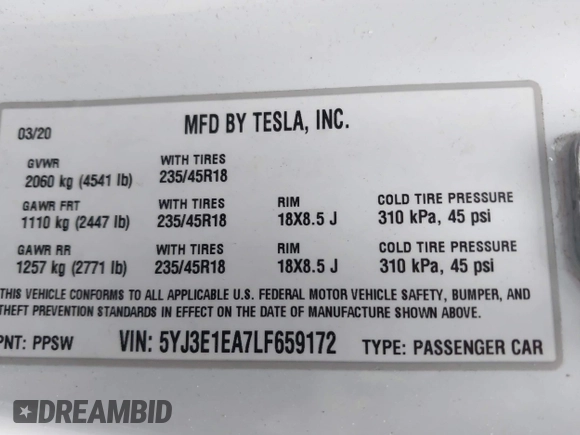 MFD BY TESLA, INC.
03/20
GVWR WITH TIRES
2060 kg (4541 lb) 235/45R18
GAWR FRT WITH TIRES RIM COLD TIRE PRESSURE
1110 kg (2447 lb) 235/45R18 18X8.5 J 310 kPa, 45 psi
GAWR RR WITH TIRES RIM COLD TIRE PRESSURE
1257 kg (2771 lb) 235/45R18 18X8.5 J 310 kPa, 45 psi
THIS VEHICLE CONFORMS TO ALL APPLICABLE U.S. FEDERAL MOTOR VEHICLE SAFETY, BUMPER, AND
THEFT PREVENTION STANDARDS IN EFFECT ON THE DATE OF MANUFACTURE SHOWN ABOVE.
PNT: PPSW VIN: 5YJ3E1EA7LF659172 TYPE: PASSENGER CAR
DREAMBID